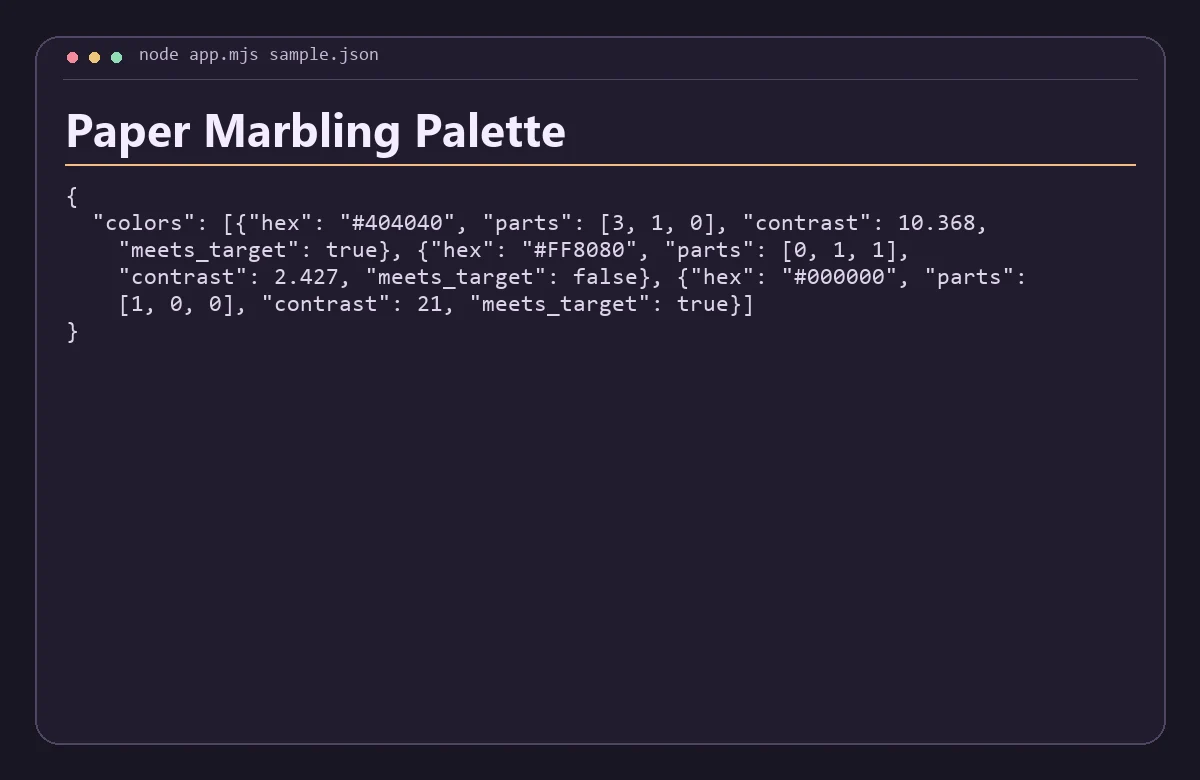 node app.mjs sample.json
Paper Marbling Palette
{
  "colors": [{"hex": "#404040", "parts": [3, 1, 0], "contrast": 10.368,
    "meets_target": true}, {"hex": "#FF8080", "parts": [0, 1, 1],
    "contrast": 2.427, "meets_target": false}, {"hex": "#000000", "parts":
    [1, 0, 0], "contrast": 21, "meets_target": true}]
}